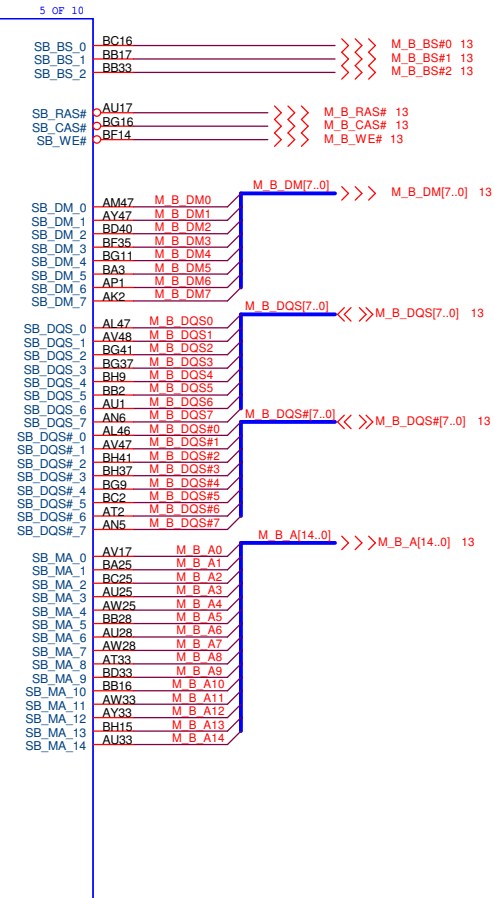 5 OF 10
SB_BS_0 BC16 M_B_BS#0 13
SB_BS_1 BB17 M_B_BS#1 13
SB_BS_2 BB33 M_B_BS#2 13
SB_RAS# AU17 M_B_RAS# 13
SB_CAS# BG16 M_B_CAS# 13
SB_WE# BF14 M_B_WE# 13
M_B_DM[7..0] M_B_DM[7..0] 13
SB_DM_0 AM47 M_B_DM0
SB_DM_1 AY47 M_B_DM1
SB_DM_2 BD40 M_B_DM2
SB_DM_3 BF35 M_B_DM3
SB_DM_4 BG11 M_B_DM4
SB_DM_5 BA3 M_B_DM5
SB_DM_6 AP1 M_B_DM6
SB_DM_7 AK2 M_B_DM7
M_B_DQS[7..0] M_B_DQS[7..0] 13
SB_DQS_0 AL47 M_B_DQS0
SB_DQS_1 AV48 M_B_DQS1
SB_DQS_2 BG41 M_B_DQS2
SB_DQS_3 BG37 M_B_DQS3
SB_DQS_4 BH9 M_B_DQS4
SB_DQS_5 BB2 M_B_DQS5
SB_DQS_6 AU1 M_B_DQS6
SB_DQS_7 AN6 M_B_DQS7
M_B_DQS#[7..0] M_B_DQS#[7..0] 13
SB_DQS#_0 AL46 M_B_DQS#0
SB_DQS#_1 AV47 M_B_DQS#1
SB_DQS#_2 BH41 M_B_DQS#2
SB_DQS#_3 BH37 M_B_DQS#3
SB_DQS#_4 BG9 M_B_DQS#4
SB_DQS#_5 BC2 M_B_DQS#5
SB_DQS#_6 AT2 M_B_DQS#6
SB_DQS#_7 AN5 M_B_DQS#7
M_B_A[14..0] M_B_A[14..0] 13
SB_MA_0 AV17 M_B_A0
SB_MA_1 BA25 M_B_A1
SB_MA_2 BC25 M_B_A2
SB_MA_3 AU25 M_B_A3
SB_MA_4 AW25 M_B_A4
SB_MA_5 BB28 M_B_A5
SB_MA_6 AU28 M_B_A6
SB_MA_7 AW28 M_B_A7
SB_MA_8 AT33 M_B_A8
SB_MA_9 BD33 M_B_A9
SB_MA_10 BB16 M_B_A10
SB_MA_11 AW33 M_B_A11
SB_MA_12 AY33 M_B_A12
SB_MA_13 BH15 M_B_A13
SB_MA_14 AU33 M_B_A14